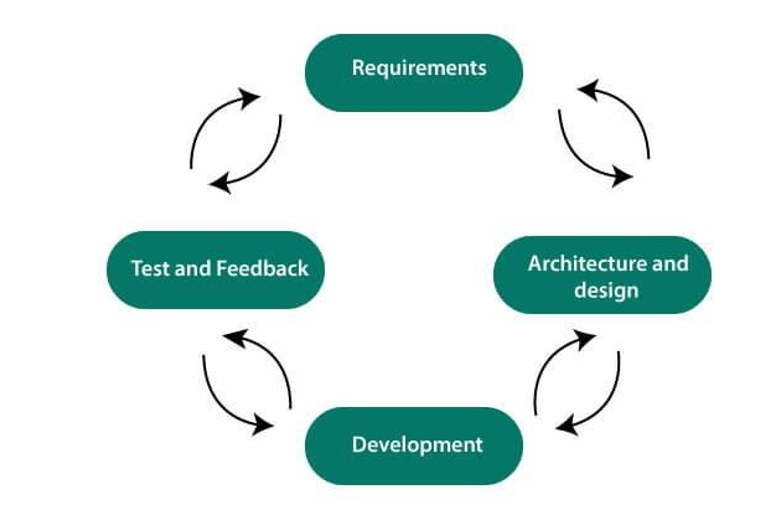 Requirements
Test and Feedback
Architecture and
design
Development